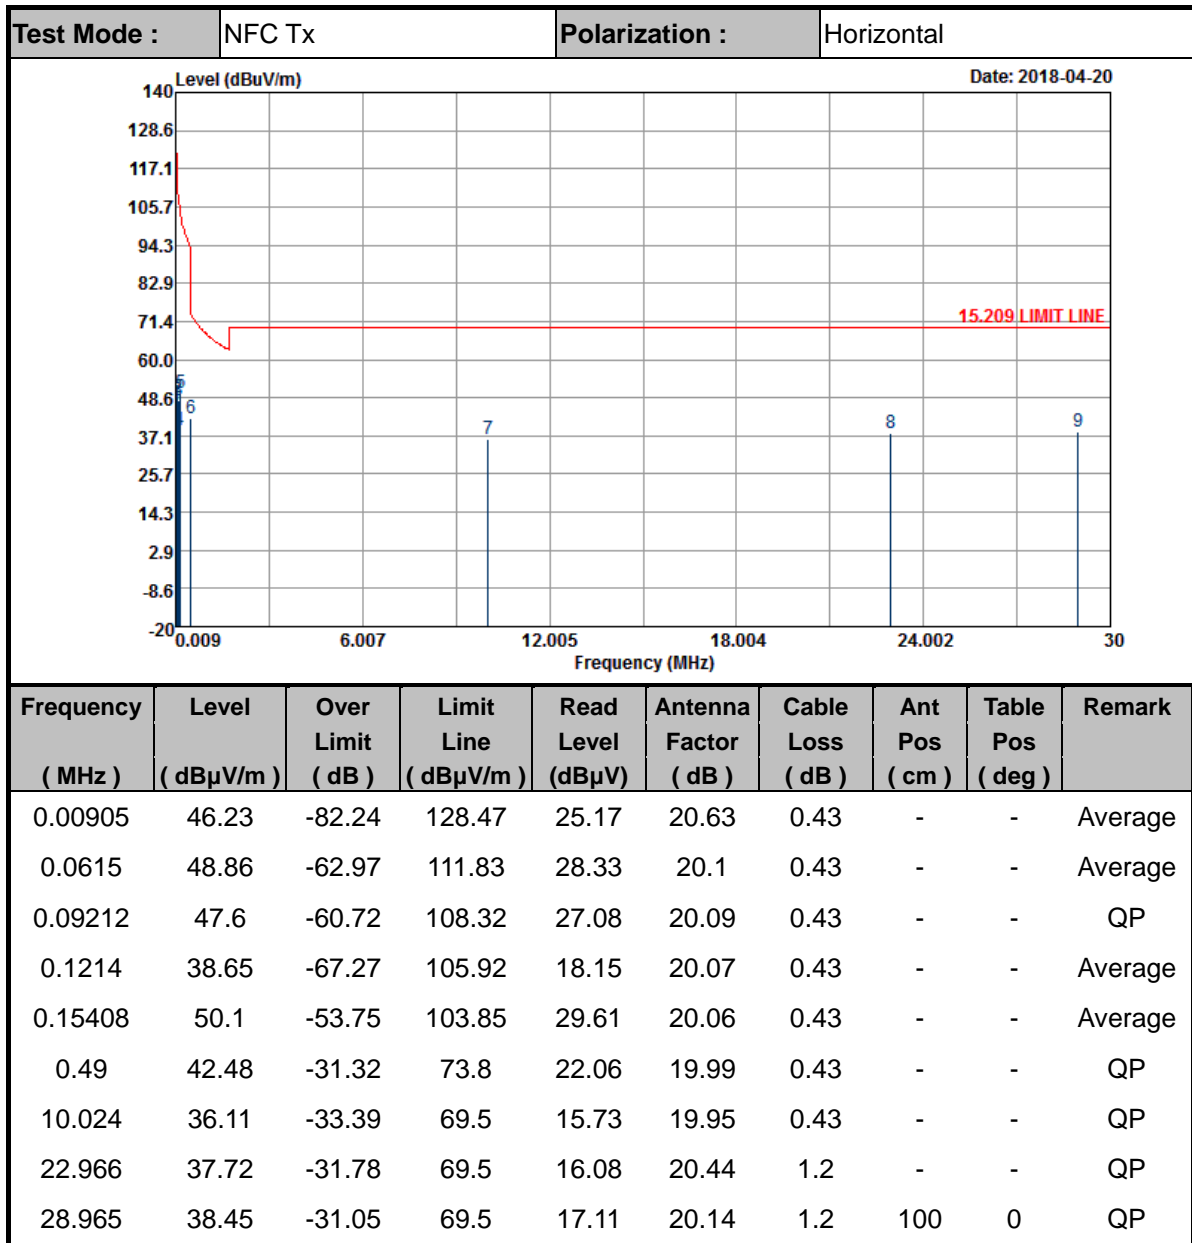 Test Mode : NFC Tx Polarization : Horizontal
Level (dBuV/m) Date: 2018-04-20
140
128.6
117.1
105.7
94.3
82.9
71.4
15.209 LIMIT LINE
60.0
5
48.6
6
7
8
9
37.1
25.7
14.3
2.9
-8.6
-20
0.009 6.007 12.005 18.004 24.002 30
Frequency (MHz)
Frequency Level Over Limit Read Antenna Cable Ant Table Remark
Limit Line Level Factor Loss Pos Pos
( MHz ) ( dBµV/m ) ( dB ) ( dBµV/m ) (dBµV) ( dB ) ( dB ) ( cm ) ( deg )
0.00905 46.23 -82.24 128.47 25.17 20.63 0.43 - - Average
0.0615 48.86 -62.97 111.83 28.33 20.1 0.43 - - Average
0.09212 47.6 -60.72 108.32 27.08 20.09 0.43 - - QP
0.1214 38.65 -67.27 105.92 18.15 20.07 0.43 - - Average
0.15408 50.1 -53.75 103.85 29.61 20.06 0.43 - - Average
0.49 42.48 -31.32 73.8 22.06 19.99 0.43 - - QP
10.024 36.11 -33.39 69.5 15.73 19.95 0.43 - - QP
22.966 37.72 -31.78 69.5 16.08 20.44 1.2 - - QP
28.965 38.45 -31.05 69.5 17.11 20.14 1.2 100 0 QP